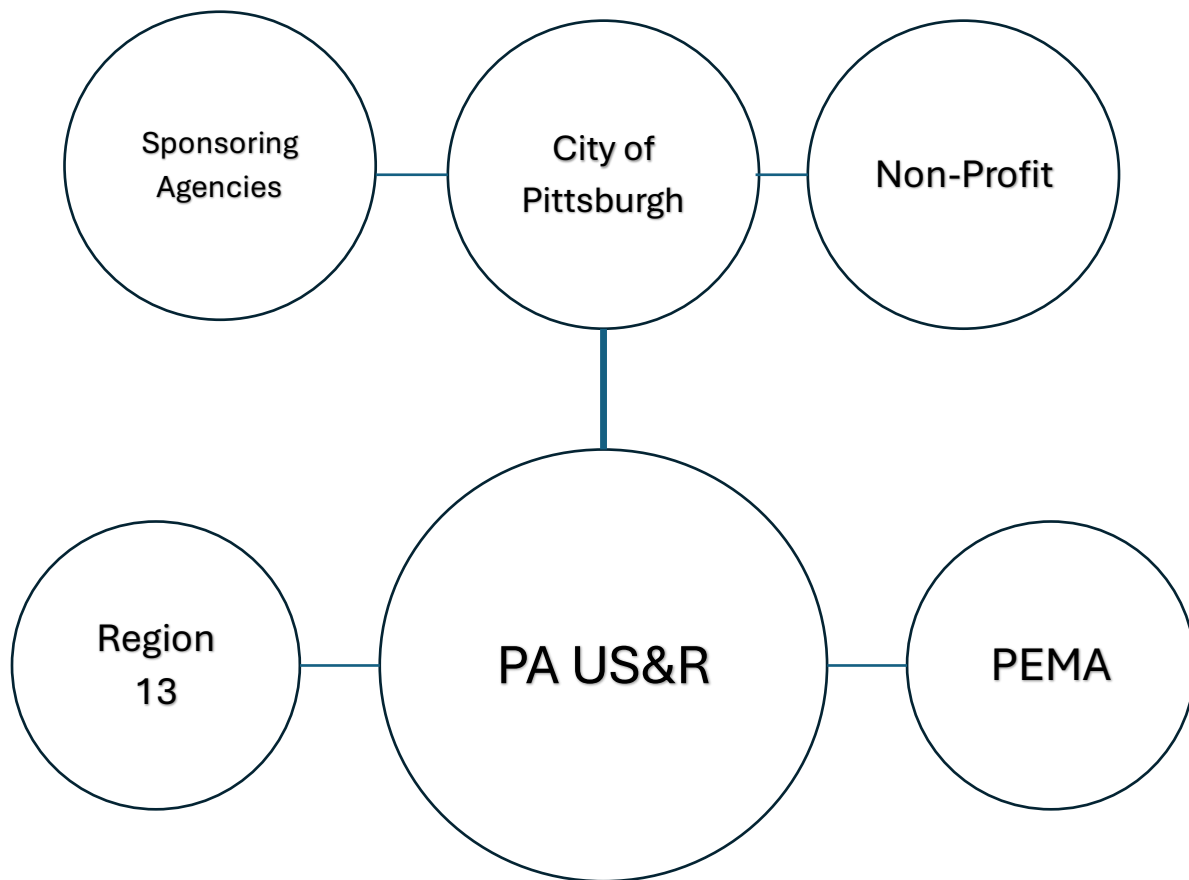 Sponsoring
Agencies
City of
Pittsburgh
Non-Profit
Region
13
PA US&R
PEMA